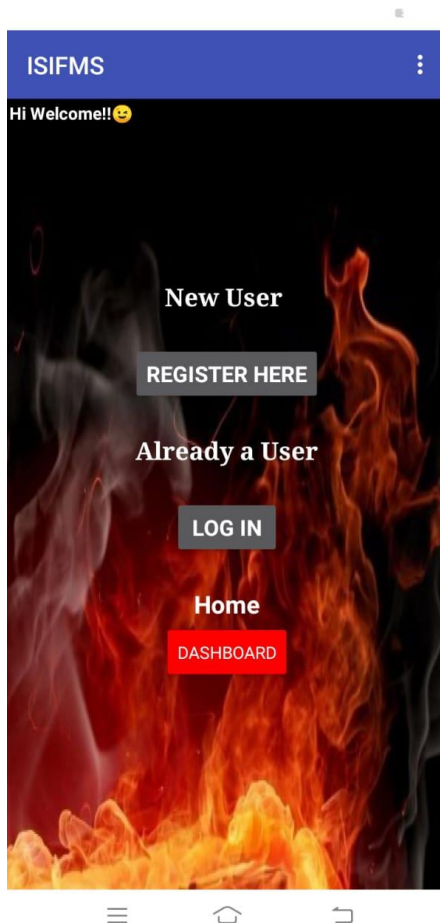 ISIFMS
Hi Welcome!!😉
New User
REGISTER HERE
Already a User
LOG IN
Home
DASHBOARD